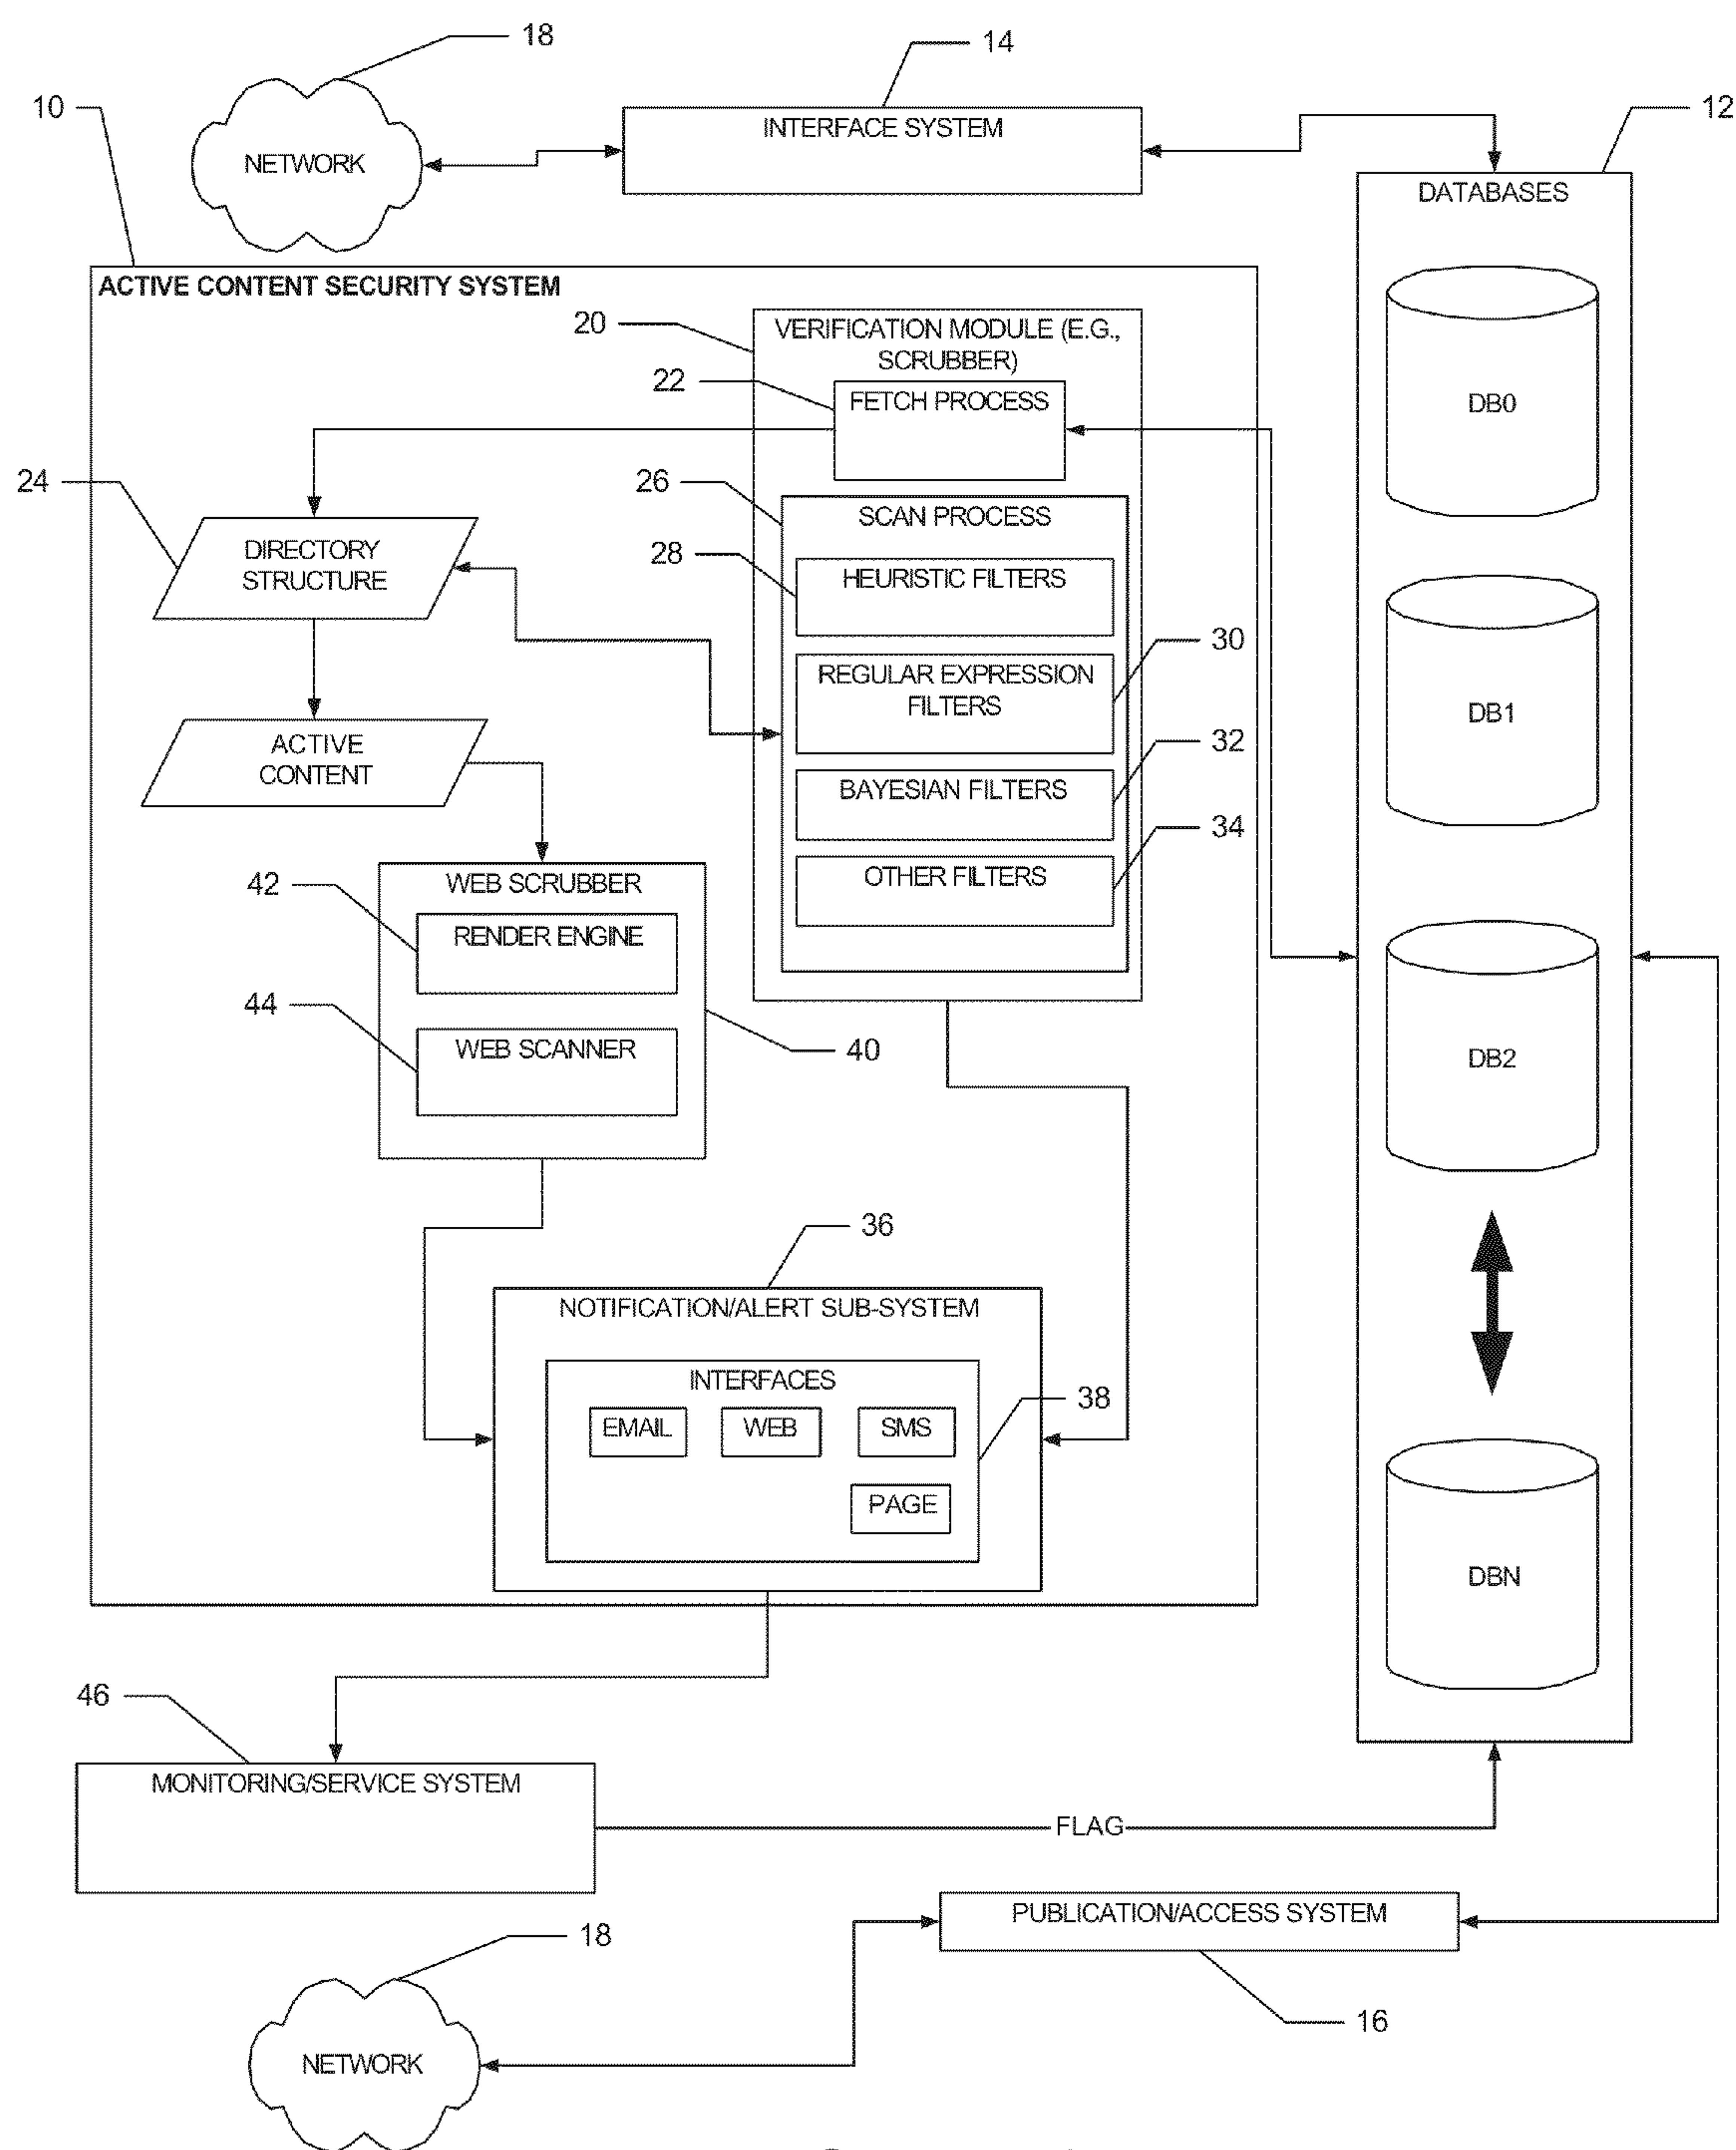 18
14
10
12
NETWORK
INTERFACE SYSTEM
DATABASES
ACTIVE CONTENT SECURITY SYSTEM
20
VERIFICATION MODULE (E.G.,
SCRUBBER)
22
FETCH PROCESS
DB0
24
26
SCAN PROCESS
DIRECTORY
STRUCTURE
28
HEURISTIC FILTERS
30
REGULAR EXPRESSION
FILTERS
DB1
ACTIVE
CONTENT
32
BAYESIAN FILTERS
34
OTHER FILTERS
42
WEB SCRUBBER
RENDER ENGINE
44
WEB SCANNER
40
DB2
36
NOTIFICATION/ALERT SUB-SYSTEM
INTERFACES
38
EMAIL
WEB
SMS
PAGE
DBN
46
MONITORING/SERVICE SYSTEM
FLAG
PUBLICATION/ACCESS SYSTEM
18
16
NETWORK